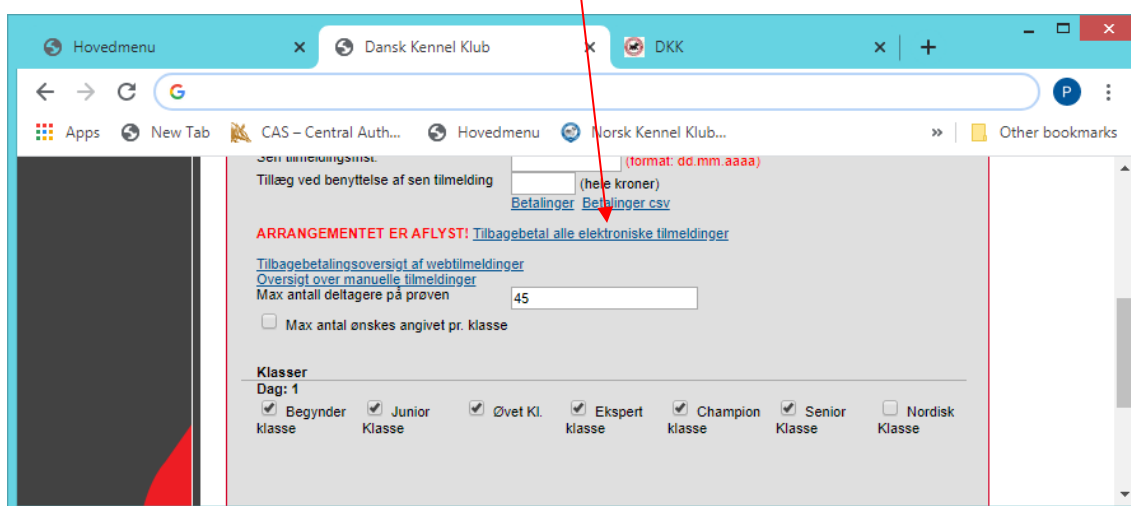 Hovedmenu
Dansk Kennel Klub
DKK
G
P
Apps New Tab CAS – Central Auth... Hovedmenu Norsk Kennel Klub... » Other bookmarks
Sen tilmeldingsfrist: (format: dd.mm.aaaa)
Tillæg ved benyttelse af sen tilmelding (hele kroner)
Betalinger Betalinger csv
ARRANGEMENTET ER AFLYST! Tilbagebetal alle elektroniske tilmeldinger
Tilbagebetalingsoversigt af webtilmeldinger
Oversigt over manuelle tilmeldinger
Max antall deltagere på prøven 45
Max antal ønskes angivet pr. klasse
Klasser
Dag: 1
Begynder klasse
Junior Klasse
Øvet Kl.
Ekspert klasse
Champion klasse
Senior Klasse
Nordisk Klasse